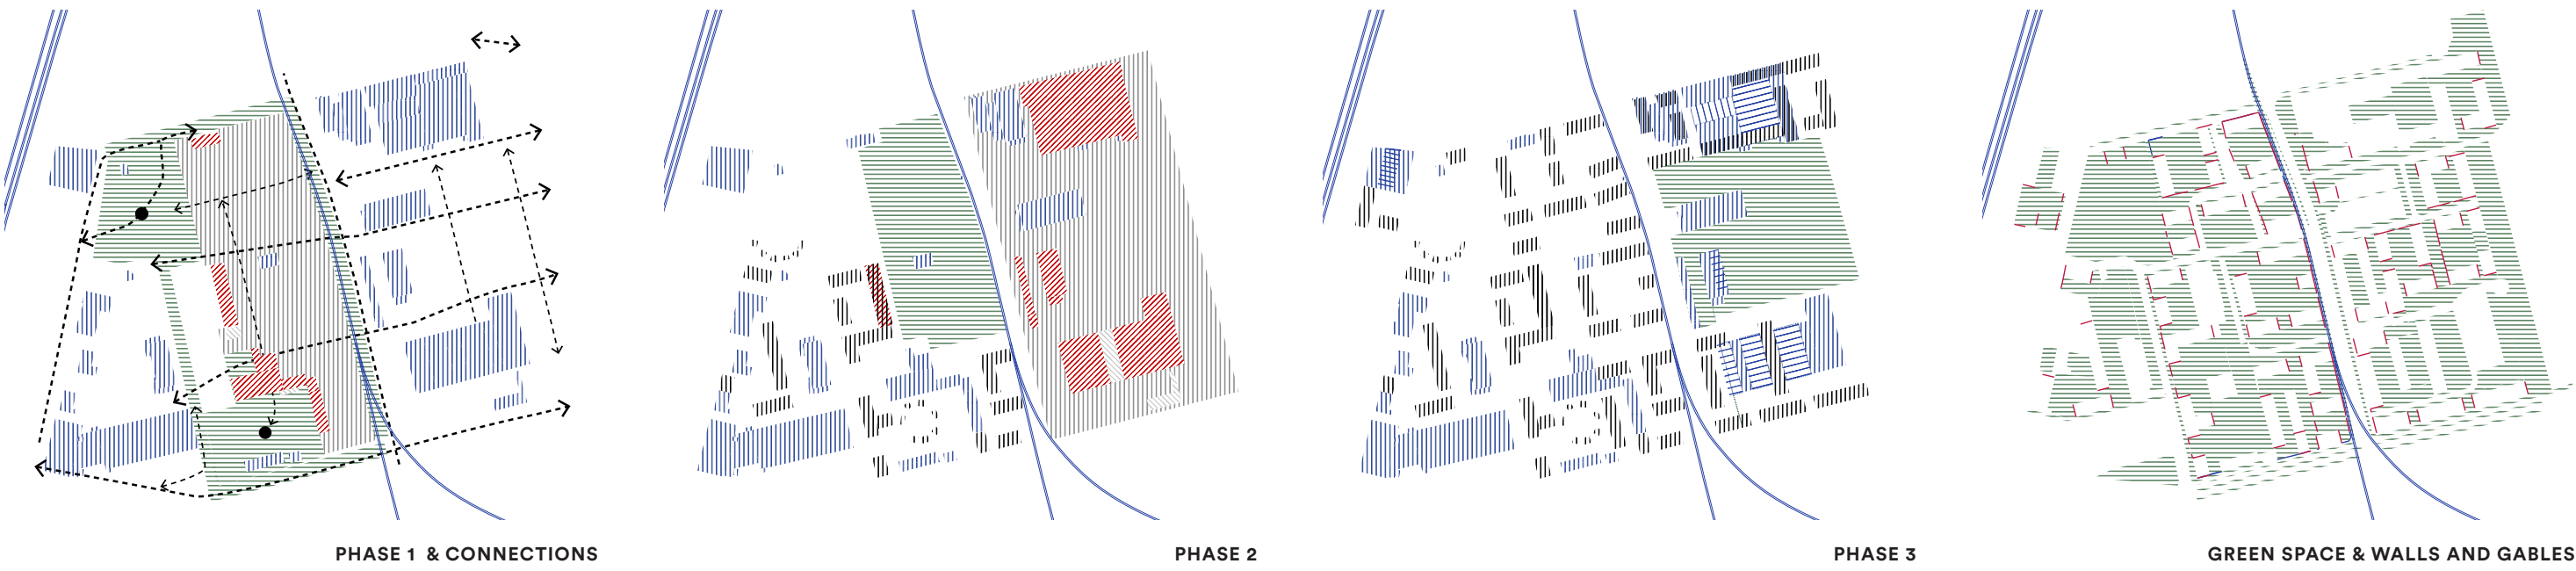 PHASE 1 & CONNECTIONS
PHASE 2
PHASE 3
GREEN SPACE & WALLS AND GABLES